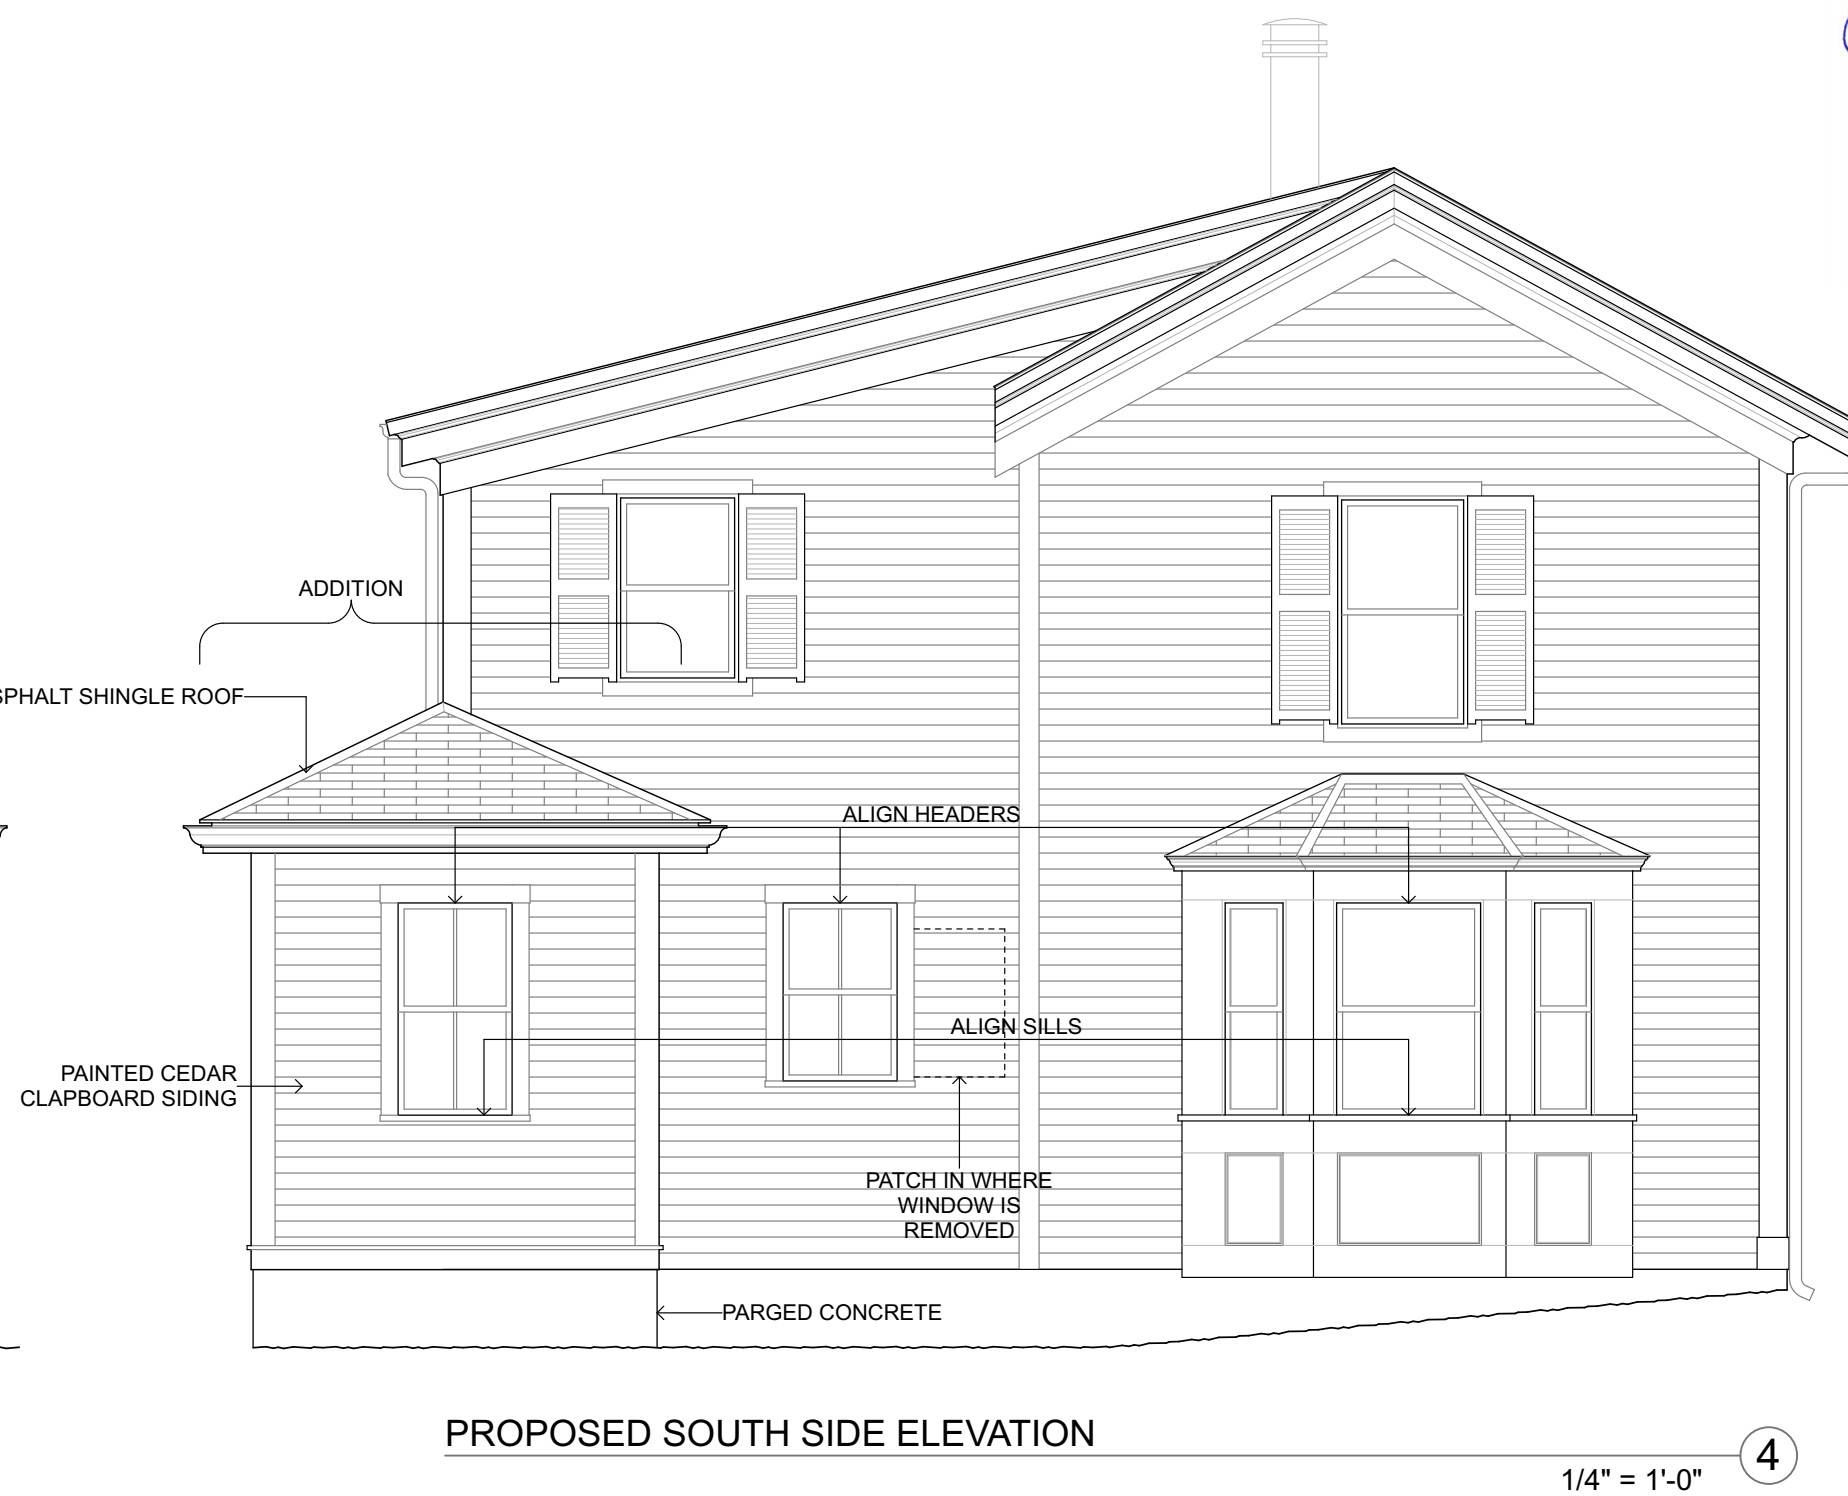 ADDITION
SPHALT SHINGLE ROOF
ALIGN HEADERS
ALIGN SILLS
PAINTED CEDAR
CLAPBOARD SIDING
PATCH IN WHERE
WINDOW IS
REMOVED
PARGED CONCRETE
PROPOSED SOUTH SIDE ELEVATION
4
1/4" = 1'-0"